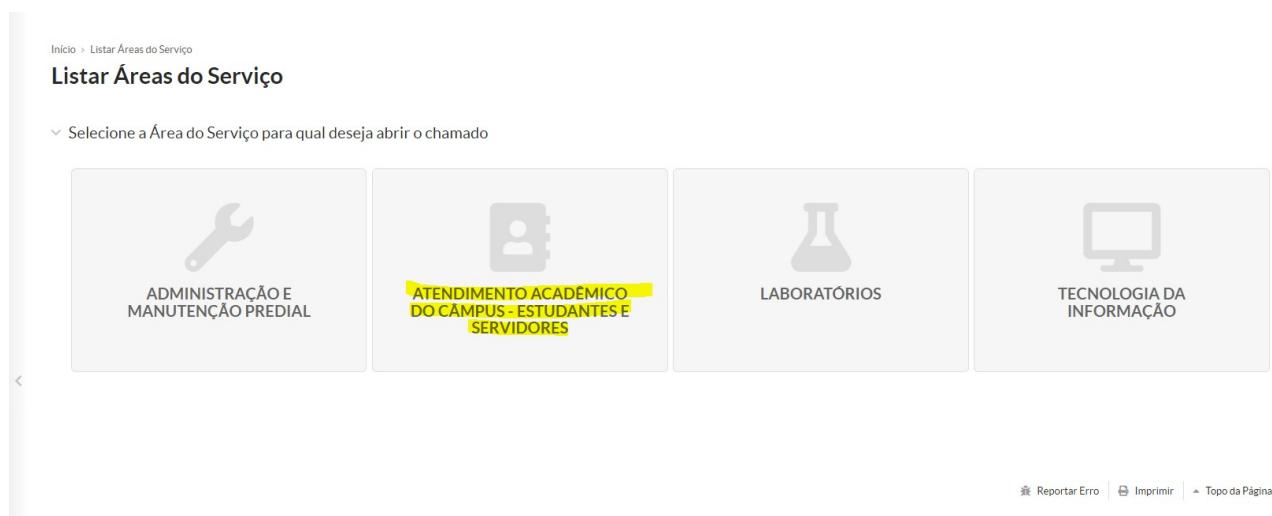 Início > Listar Áreas do Serviço
Listar Áreas do Serviço
Selecione a Área do Serviço para qual deseja abrir o chamado
ADMINISTRAÇÃO E
MANUTENÇÃO PREDIAL
ATENDIMENTO ACADÊMICO
DO CÂMPUS - ESTUDANTES E
SERVIDORES
LABORATÓRIOS
TECNOLOGIA DA
INFORMAÇÃO
Reportar Erro Imprimir Topo da Página